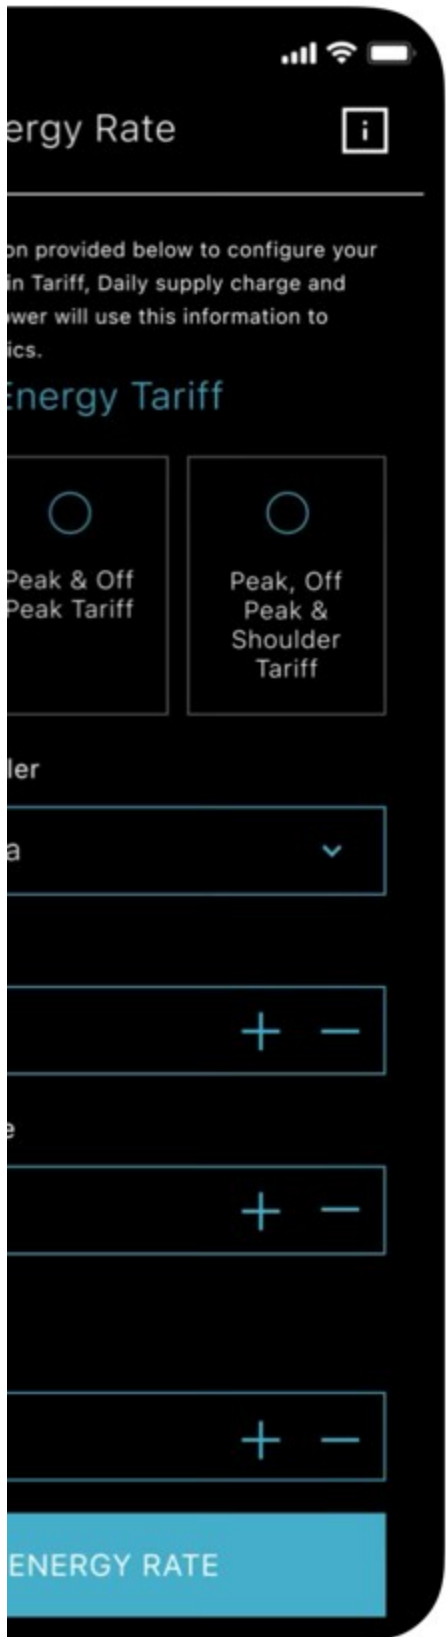 ergy Rate
i
on provided below to configure your
in Tariff, Daily supply charge and
wer will use this information to
ics.
Energy Tariff
Peak & Off
Peak Tariff
Peak, Off
Peak &
Shoulder
Tariff
ler
a
e
ENERGY RATE